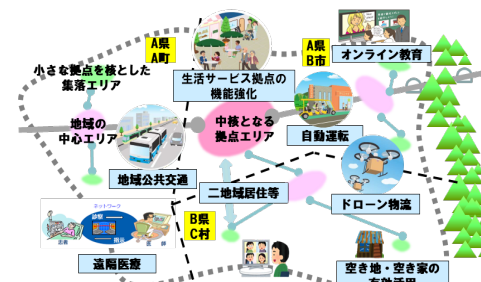 A県
A町
A県
B市
オンライン教育
小さな拠点を核とした
集落エリア
生活サービス拠点の
機能強化
地域の
中心エリア
中核となる
拠点エリア
自動運転
地域公共交通
二地域居住等
ドローン物流
B県
C村
ネットワーク
診察
患者
医師
遠隔医療
空き地・空き家の
有効活用